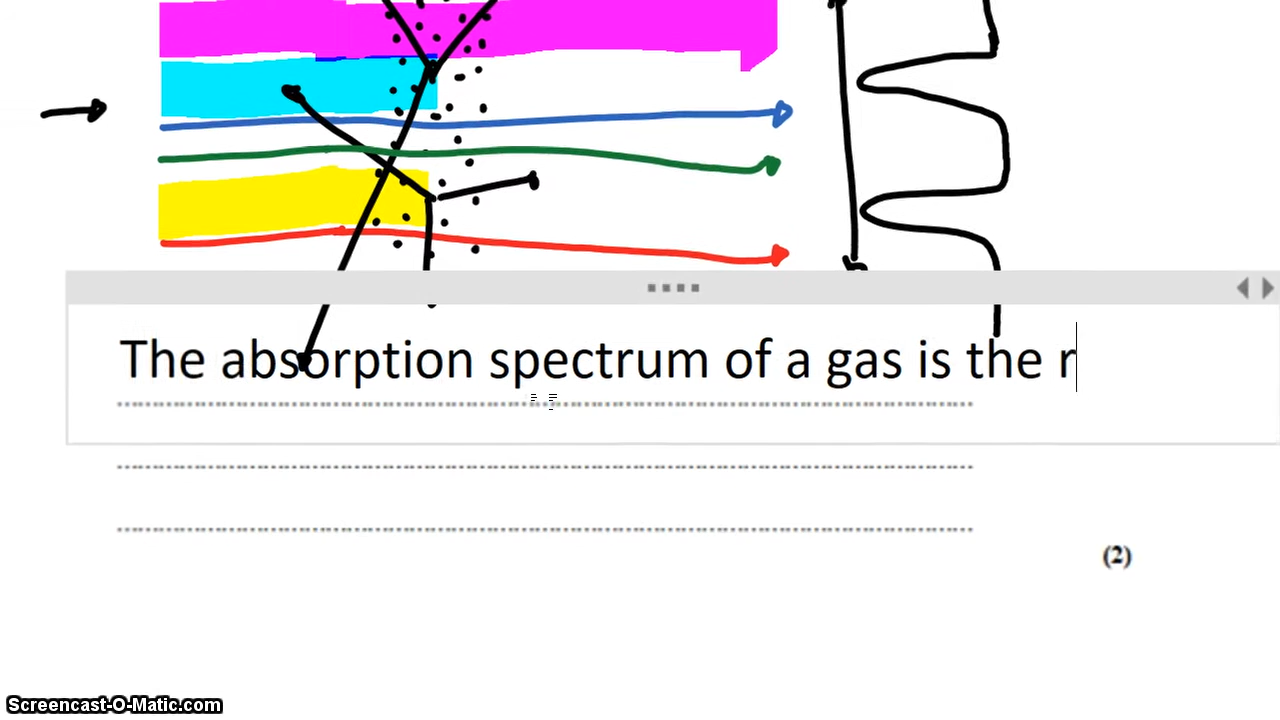 The absorption spectrum of a gas is the r
(2)
Screencast-O-Matic.com